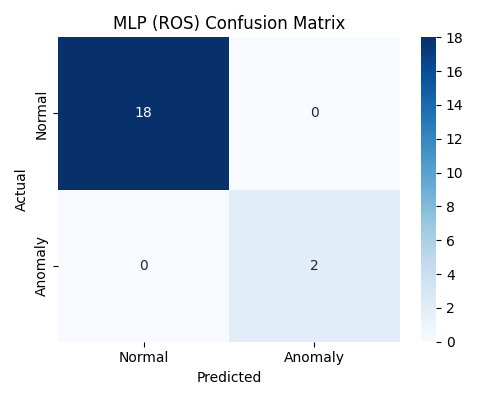 MLP (ROS) Confusion Matrix
Actual
Normal
Anomaly
18
0
0
2
Normal
Anomaly
Predicted
18
16
14
12
10
8
6
4
2
0